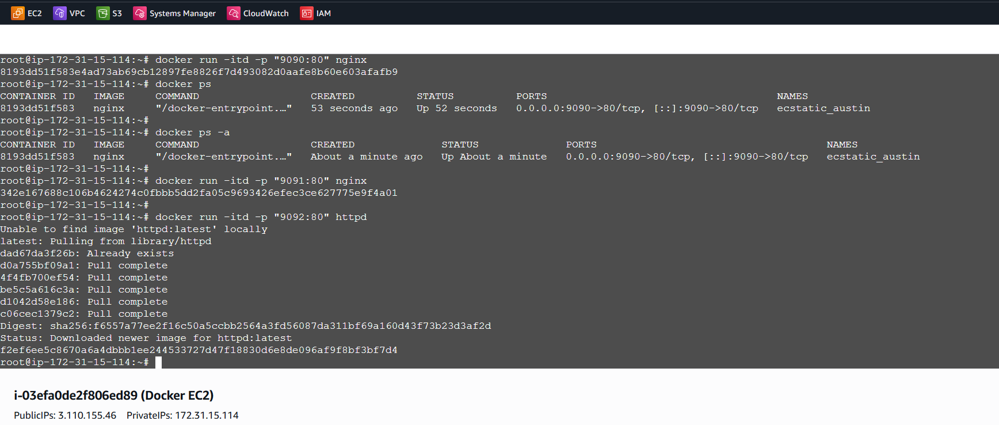 EC2 VPC S3 Systems Manager CloudWatch IAM
root@ip-172-31-15-114:~# docker run -itd -p "9090:80" nginx
8193dd51f583e4ad73ab69cb12897fe8826f7d493082d0aafe8b60e603afafb9
root@ip-172-31-15-114:~# docker ps
CONTAINER ID   IMAGE     COMMAND                  CREATED          STATUS          PORTS                                     NAMES
8193dd51f583   nginx     "/docker-entrypoint.…"   53 seconds ago   Up 52 seconds   0.0.0.0:9090->80/tcp, [::]:9090->80/tcp   ecstatic_austin
root@ip-172-31-15-114:~#
root@ip-172-31-15-114:~# docker ps -a
CONTAINER ID   IMAGE     COMMAND                  CREATED              STATUS              PORTS                                     NAMES
8193dd51f583   nginx     "/docker-entrypoint.…"   About a minute ago   Up About a minute   0.0.0.0:9090->80/tcp, [::]:9090->80/tcp   ecstatic_austin
root@ip-172-31-15-114:~#
root@ip-172-31-15-114:~# docker run -itd -p "9091:80" nginx
342e167688c106b4624274c0fbbb5dd2fa05c9693426efec3ce627775e9f4a01
root@ip-172-31-15-114:~#
root@ip-172-31-15-114:~# docker run -itd -p "9092:80" httpd
Unable to find image 'httpd:latest' locally
latest: Pulling from library/httpd
dad67da3f26b: Already exists
d0a755bf09a1: Pull complete
4f4fb700ef54: Pull complete
be5c5a616c3a: Pull complete
d1042d58e186: Pull complete
c06cec1379c2: Pull complete
Digest: sha256:f6557a77ee2f16c50a5ccbb2564a3fd56087da311bf69a160d43f73b23d3af2d
Status: Downloaded newer image for httpd:latest
f2ef6ee5c8670a6a4dbbb1ee244533727d47f18830d6e8de096af9f8bf3bf7d4
root@ip-172-31-15-114:~#
i-03efa0de2f806ed89 (Docker EC2)
PublicIPs: 3.110.155.46 PrivateIPs: 172.31.15.114